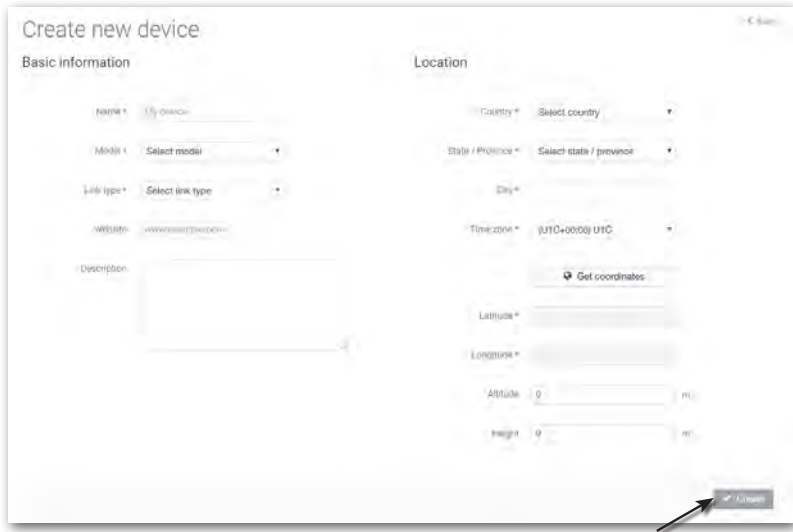 Create new device
Basic information
Name *
My device
Model *
Select model
Link type *
Select link type
Website
Description
Location
Country *
Select country
State / Province *
Select state / province
City *
Time zone *
(UTC+00:00) UTC
Get coordinates
Latitude *
Longitude *
Altitude
0
m
Height
0
m
Create